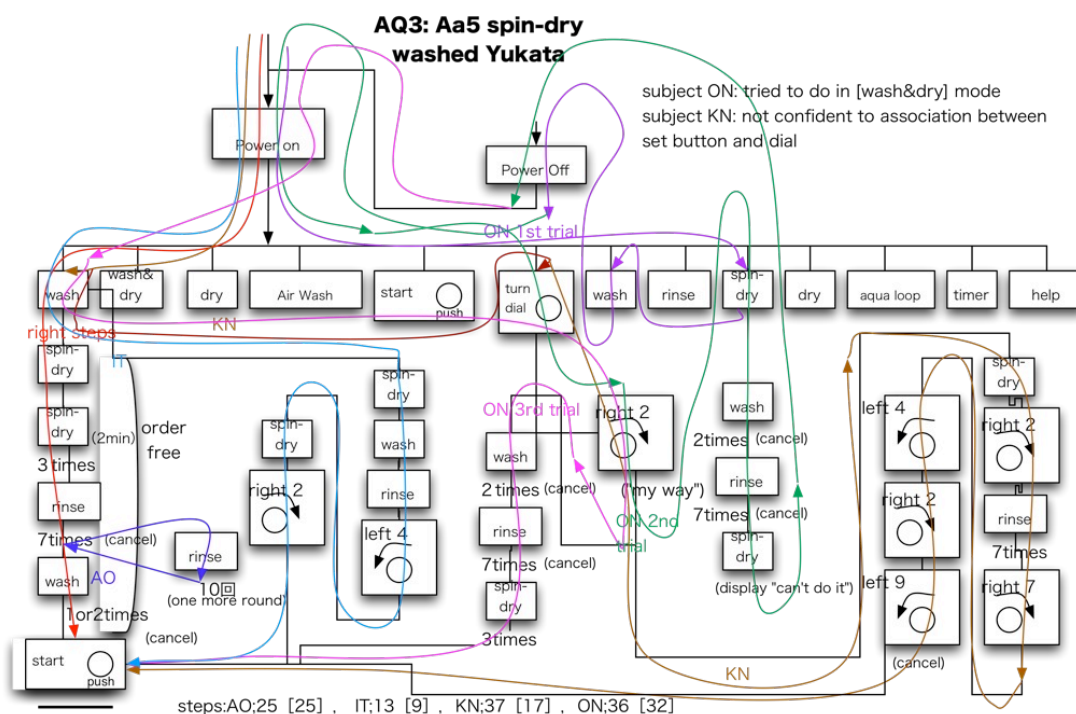 AQ3: Aa5 spin-dry
washed Yukata
subject ON: tried to do in [wash&dry] mode
subject KN: not confident to association between
set button and dial
Power on
Power Off
ON 1st trial
wash
wash&
dry
dry
Air Wash
start
push
turn
dial
wash
rinse
spin-
dry
dry
aqua loop
timer
help
right steps
KN
IT
spin-
dry
spin-
dry
(2min)
3 times
rinse
7times
(cancel)
wash
AO
1or2times
(cancel)
start
push
order
free
rinse
10回
(one more round)
spin-
dry
right 2
spin-
dry
wash
rinse
left 4
ON;3rd trial
wash
2 times
(cancel)
rinse
7times
(cancel)
spin-
dry
3times
right 2
("my way")
ON 2nd
trial
wash
2times
(cancel)
rinse
7times
(cancel)
spin-
dry
(display "can't do it")
left 4
right 2
left 9
(cancel)
spin-
dry
right 2
rinse
7times
right 7
KN
steps:AO;25 [25] , IT;13 [9] , KN;37 [17] , ON;36 [32]